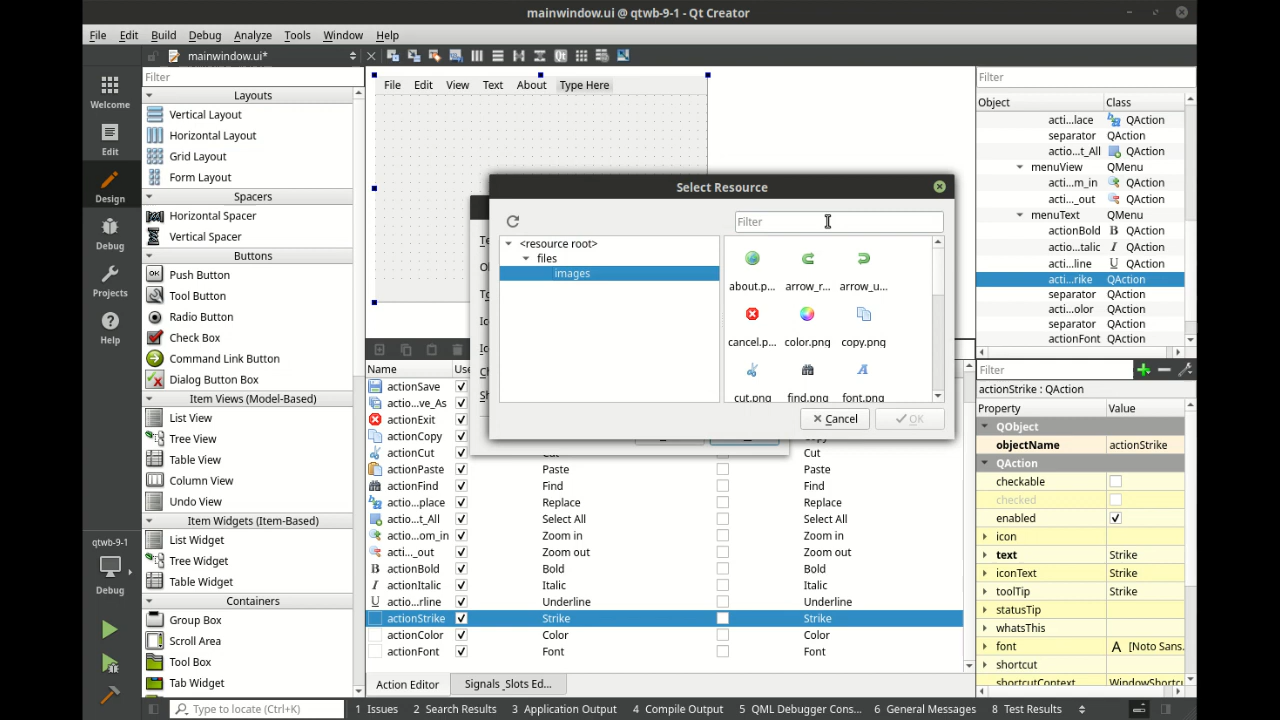 mainwindow.ui @ qtwb-9-1 - Qt Creator
File Edit Build Debug Analyze Tools Window Help
mainwindow.ui*
Welcome
Edit
Design
Debug
Projects
Help
qtwb-9-1
Debug
Filter
Layouts
Vertical Layout
Horizontal Layout
Grid Layout
Form Layout
Spacers
Horizontal Spacer
Vertical Spacer
Buttons
Push Button
Tool Button
Radio Button
Check Box
Command Link Button
Dialog Button Box
Item Views (Model-Based)
List View
Tree View
Table View
Column View
Undo View
Item Widgets (Item-Based)
List Widget
Tree Widget
Table Widget
Containers
Group Box
Scroll Area
Tool Box
Tab Widget
File Edit View Text About Type Here
Select Resource
Filter
<resource root>
files
images
about.p... arrow_r... arrow_u...
cancel.p... color.png copy.png
cut.png find.png font.png
Cancel OK
Name Use
actionSave
actio...ve_As
actionExit
actionCopy Copy Copy
actionCut Cut Cut
actionPaste Paste Paste
actionFind Find Find
actio...place Replace Replace
actio...t_All Select All Select All
actio...om_in Zoom in Zoom in
acti..._out Zoom out Zoom out
actionBold Bold Bold
actionItalic Italic Italic
actio...rline Underline Underline
actionStrike Strike Strike
actionColor Color Color
actionFont Font Font
Action Editor Signals _Slots Ed...
Filter
Object Class
acti...lace QAction
separator QAction
actio...t_All QAction
menuView QMenu
acti...m_in QAction
acti..._out QAction
menuText QMenu
actionBold QAction
acti...talic QAction
acti...line QAction
acti...rike QAction
separator QAction
acti...olor QAction
separator QAction
actionFont QAction
Filter
actionStrike : QAction
Property Value
QObject
objectName actionStrike
QAction
checkable
checked
enabled
icon
text Strike
iconText Strike
toolTip Strike
statusTip
whatsThis
font A [Noto Sans...
shortcut
shortcutContext WindowShortcu
Type to locate (Ctrl+K) 1 Issues 2 Search Results 3 Application Output 4 Compile Output 5 QML Debugger Cons... 6 General Messages 8 Test Results